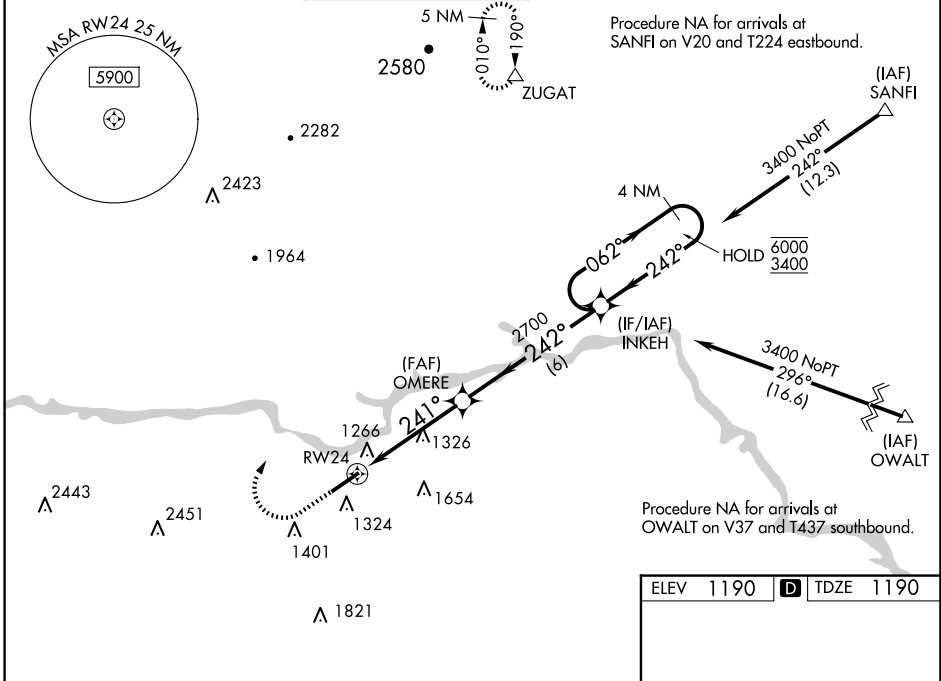 MSA RW24 25 NM
5900
5 NM
010°
190°
ZUGAT
2580
2282
2423
1964
Procedure NA for arrivals at
SANFI on V20 and T224 eastbound.
(IAF)
SANFI
3400 NoPT
242°
(12.3)
4 NM
062°
242°
HOLD 6000
3400
(IF/IAF)
INKEH
2700
242°
(6)
3400 NoPT
296°
(16.6)
(IAF)
OWALT
(FAF)
OMERE
241°
1266
1326
RW24
1654
1324
2443
2451
1401
1821
Procedure NA for arrivals at
OWALT on V37 and T437 southbound.
ELEV 1190 D TDZE 1190